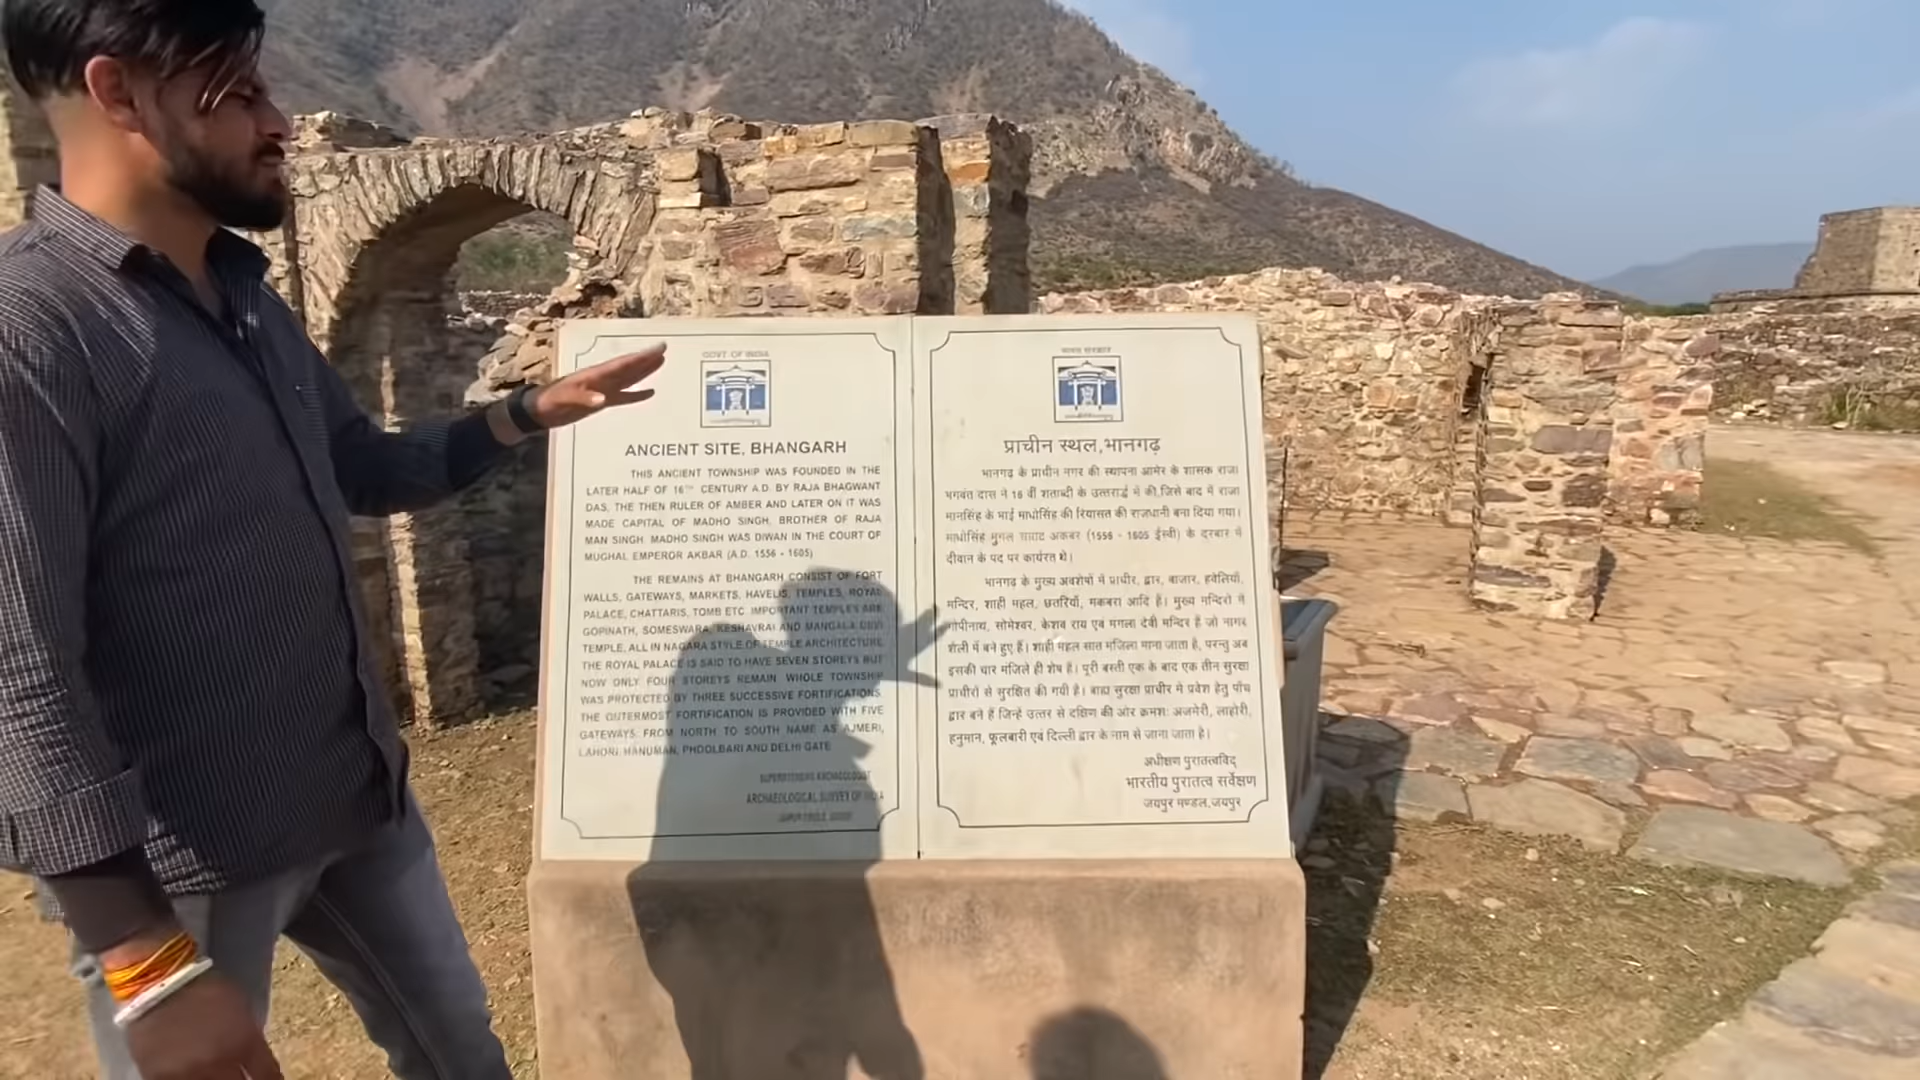 GOVT OF INDIA
ANCIENT SITE, BHANGARH
THIS ANCIENT TOWNSHIP WAS FOUNDED IN THE
LATER HALF OF 16TH CENTURY A.D. BY RAJA BHAGWANT
DAS, THE THEN RULER OF AMBER AND LATER ON IT WAS
MADE CAPITAL OF MADHO SINGH, BROTHER OF RAJA
MAN SINGH. MADHO SINGH WAS DIWAN IN THE COURT OF
MUGHAL EMPEROR AKBAR (A.D. 1556 - 1605)
THE REMAINS AT BHANGARH CONSIST OF FORT
WALLS, GATEWAYS, MARKETS, HAVELIS, TEMPLES, ROYAL
PALACE, CHATTARIS, TOMB ETC. IMPORTANT TEMPLES ARE
GOPINATH, SOMESWARA, KESHAVRAI AND MANGALA DEVI
TEMPLE, ALL IN NAGARA STYLE OF TEMPLE ARCHITECTURE
THE ROYAL PALACE IS SAID TO HAVE SEVEN STOREYS BUT
NOW ONLY FOUR STOREYS REMAIN. WHOLE TOWNSHIP
WAS PROTECTED BY THREE SUCCESSIVE FORTIFICATIONS.
THE OUTERMOST FORTIFICATION IS PROVIDED WITH FIVE
GATEWAYS. FROM NORTH TO SOUTH NAME AS AJMERI,
LAHORI, HANUMAN, PHOOLBARI AND DELHI GATE
SUPERINTENDING ARCHAEOLOGIST
ARCHAEOLOGICAL SURVEY OF INDIA
भारत सरकार
प्राचीन स्थल, भानगढ़
भानगढ़ के प्राचीन नगर की स्थापना आमेर के शासक राजा
भगवंत दास ने 16 वीं शताब्दी के उत्तरार्द्ध में की, जिसे बाद में राजा
मानसिंह के भाई माधोसिंह की रियासत की राजधानी बना दिया गया।
माधोसिंह मुगल सम्राट अकबर (1556 - 1605 ईस्वी) के दरबार में
दीवान के पद पर कार्यरत थे।
भानगढ़ के मुख्य अवशेषों में प्राचीर, द्वार, बाजार, हवेलियाँ,
मन्दिर, शाही महल, छतरियाँ, मकबरा आदि हैं। मुख्य मन्दिरों में
गोपीनाथ, सोमेश्वर, केशव राय एवं मंगला देवी मन्दिर हैं जो नागर
शैली में बने हुए हैं। शाही महल सात मंजिला माना जाता है, परन्तु अब
इसकी चार मंजिले ही शेष हैं। पूरी बस्ती एक के बाद एक तीन सुरक्षा
प्राचीरों से सुरक्षित की गयी है। बाह्य सुरक्षा प्राचीर में प्रवेश हेतु पाँच
द्वार बने हैं जिन्हें उत्तर से दक्षिण की ओर क्रमशः अजमेरी, लाहोरी,
हनुमान, फूलबारी एवं दिल्ली द्वार के नाम से जाना जाता है।
अधीक्षण पुरातत्वविद्
भारतीय पुरातत्व सर्वेक्षण
जयपुर मण्डल, जयपुर